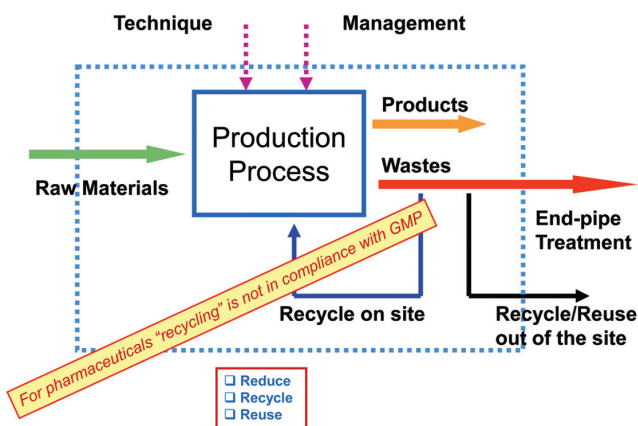 Technique
Management
Production
Process
Products
Wastes
Raw Materials
End-pipe
Treatment
For pharmaceuticals “recycling” is not in compliance with GMP
Recycle on site
Recycle/Reuse
out of the site
❑ Reduce
❑ Recycle
❑ Reuse